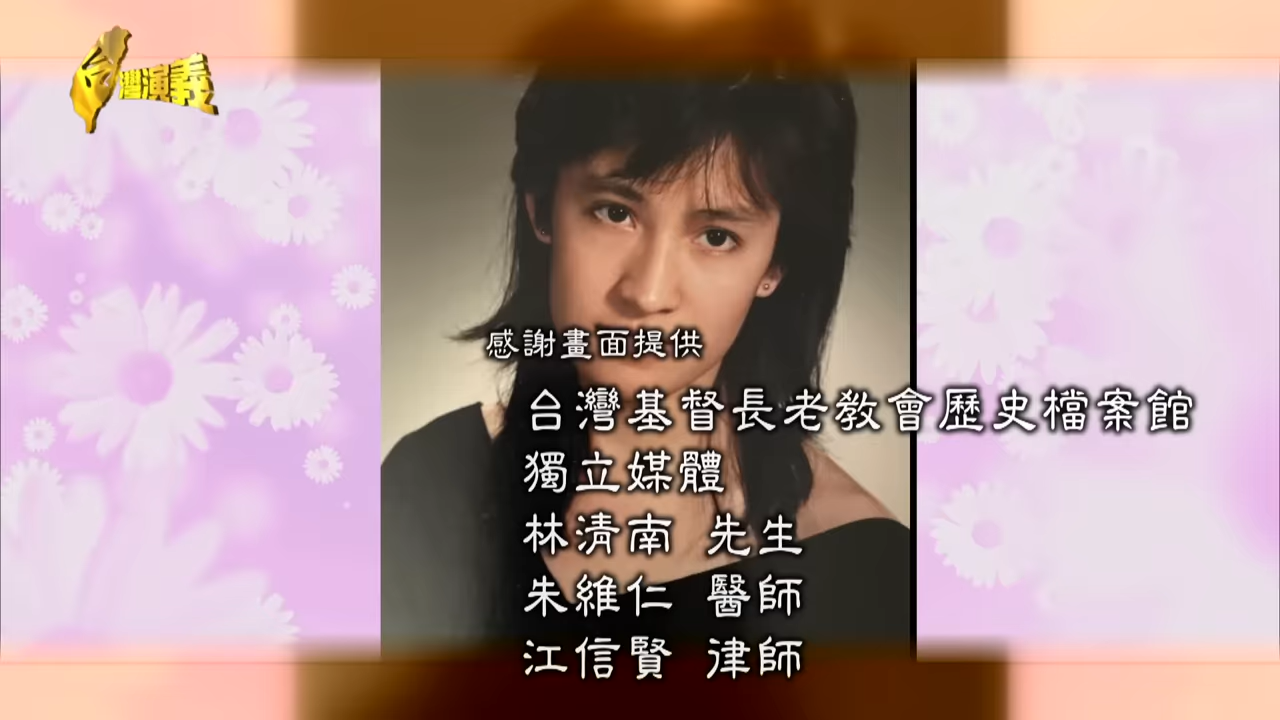 台灣演義
感謝畫面提供
台灣基督長老教會歷史檔案館
獨立媒體
林清南 先生
朱維仁 醫師
江信賢 律師